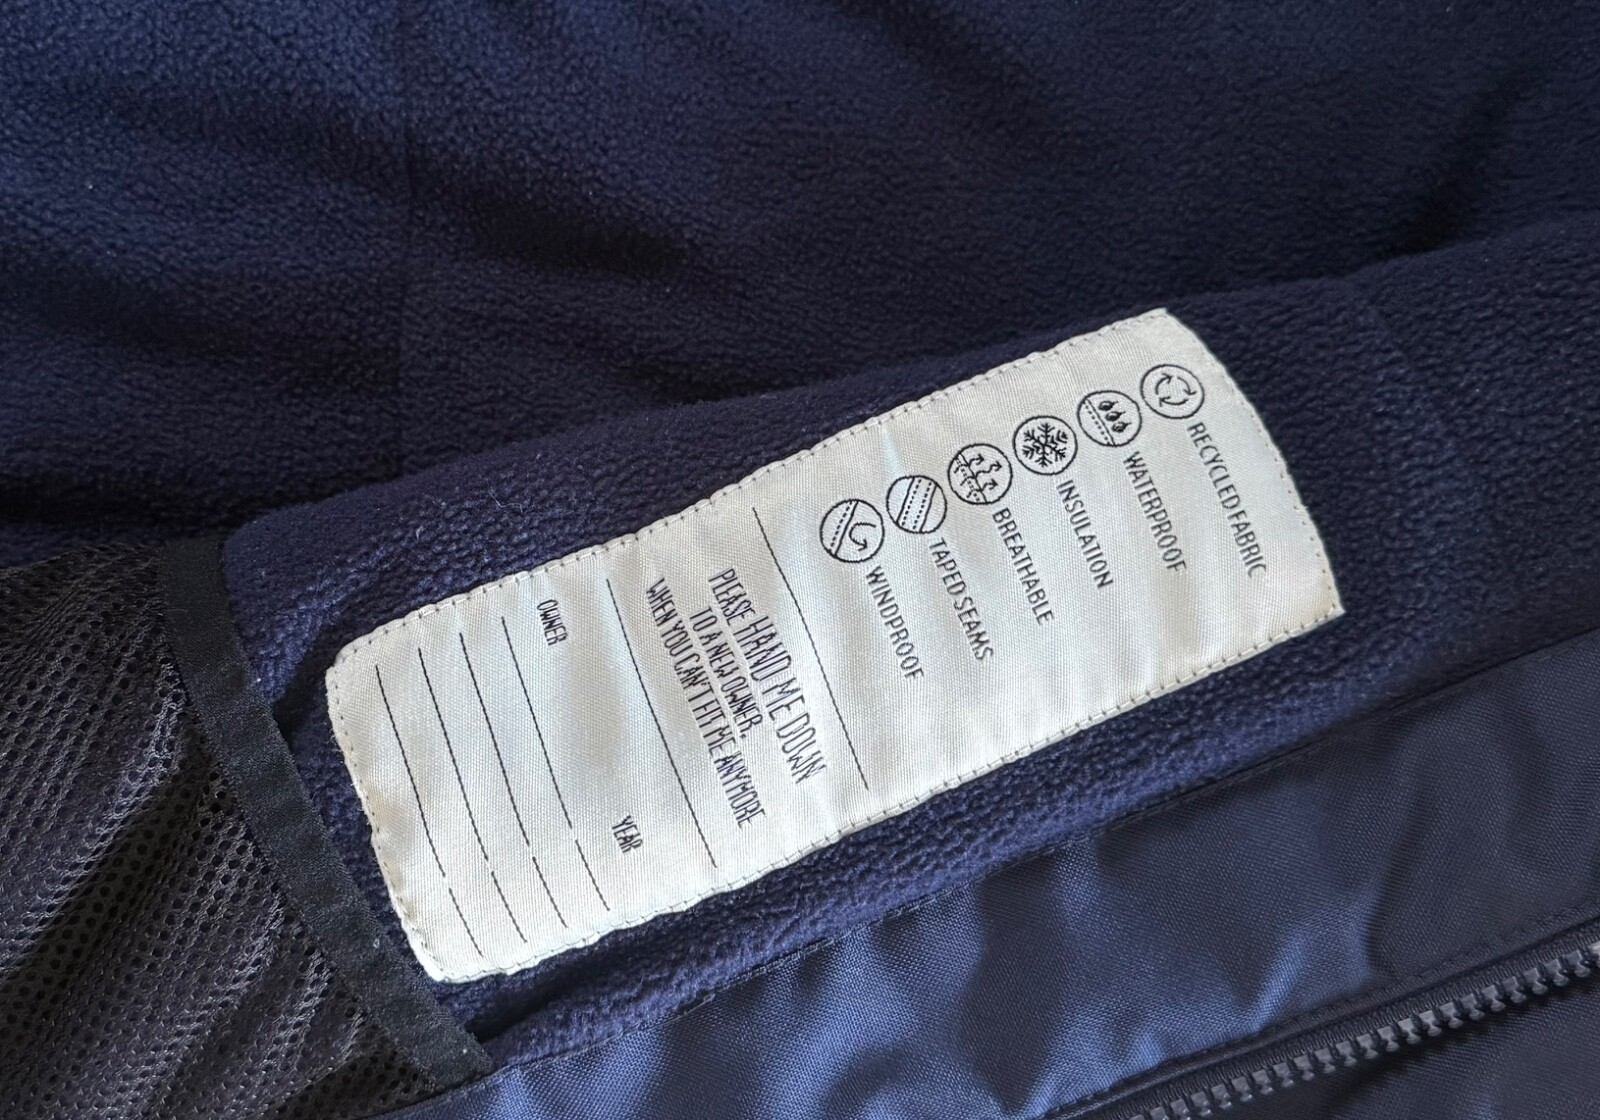 RECYCLED FABRIC
WATERPROOF
INSULATION
BREATHABLE
TAPED SEAMS
WINDPROOF
PLEASE HAND ME DOWN
TO A NEW OWNER.
WHEN YOU CAN'T FIT ME ANYMORE
OWNER YEAR